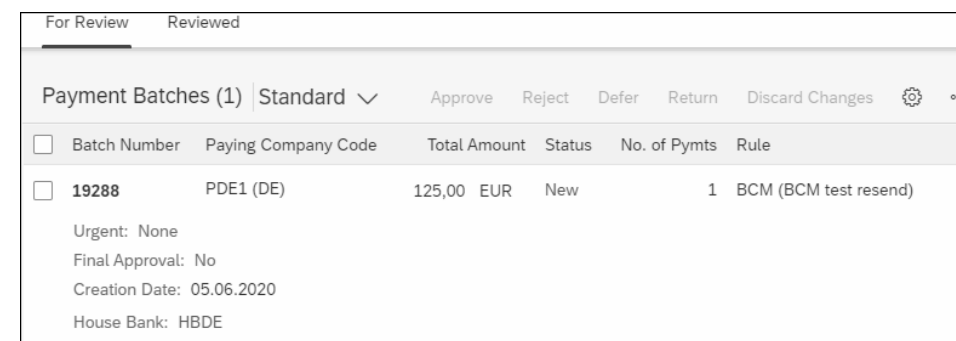 For Review Reviewed
Payment Batches (1) Standard Approve Reject Defer Return Discard Changes
Batch Number Paying Company Code Total Amount Status No. of Pymts Rule
19288 PDE1 (DE) 125,00 EUR New 1 BCM (BCM test resend)
Urgent: None
Final Approval: No
Creation Date: 05.06.2020
House Bank: HBDE